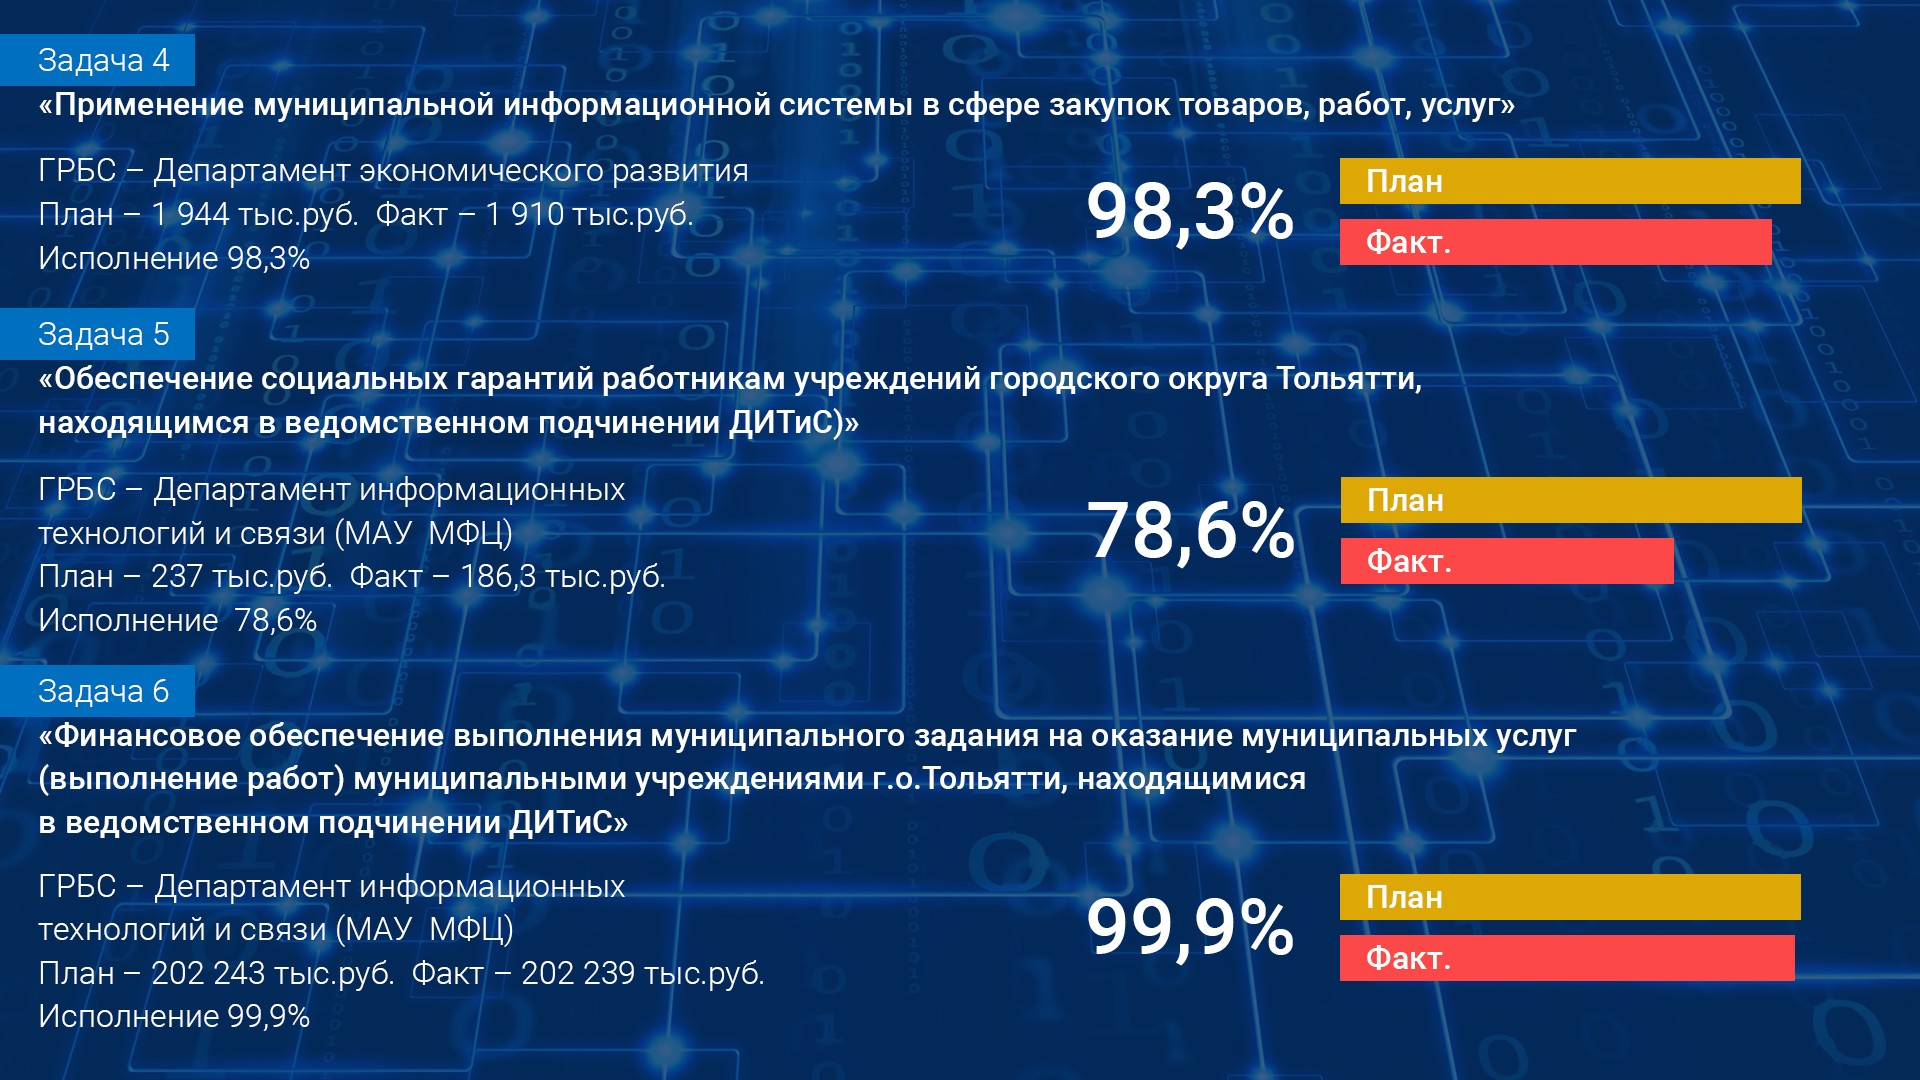 Задача 4
«Применение муниципальной информационной системы в сфере закупок товаров, работ, услуг»
ГРБС – Департамент экономического развития
План – 1 944 тыс.руб.  Факт – 1 910 тыс.руб.
Исполнение 98,3%
98,3%
План
Факт.
Задача 5
«Обеспечение социальных гарантий работникам учреждений городского округа Тольятти,
находящимся в ведомственном подчинении ДИТиС)»
ГРБС – Департамент информационных
технологий и связи (МАУ  МФЦ)
План – 237 тыс.руб.  Факт – 186,3 тыс.руб.
Исполнение  78,6%
78,6%
План
Факт.
Задача 6
«Финансовое обеспечение выполнения муниципального задания на оказание муниципальных услуг
(выполнение работ) муниципальными учреждениями г.о.Тольятти, находящимися
в ведомственном подчинении ДИТиС»
ГРБС – Департамент информационных
технологий и связи (МАУ  МФЦ)
План – 202 243 тыс.руб.  Факт – 202 239 тыс.руб.
Исполнение 99,9%
99,9%
План
Факт.